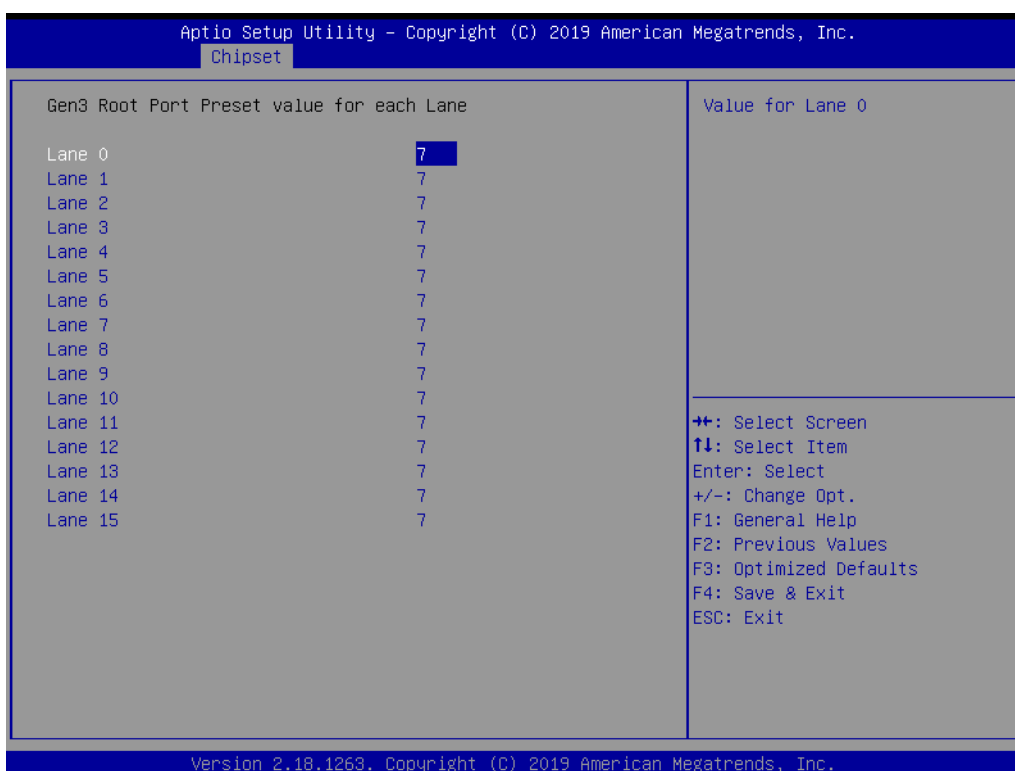 Aptio Setup Utility – Copyright (C) 2019 American Megatrends, Inc.
Chipset
Gen3 Root Port Preset value for each Lane
Lane 0 7
Lane 1 7
Lane 2 7
Lane 3 7
Lane 4 7
Lane 5 7
Lane 6 7
Lane 7 7
Lane 8 7
Lane 9 7
Lane 10 7
Lane 11 7
Lane 12 7
Lane 13 7
Lane 14 7
Lane 15 7
Value for Lane 0
→←: Select Screen
↑↓: Select Item
Enter: Select
+/-: Change Opt.
F1: General Help
F2: Previous Values
F3: Optimized Defaults
F4: Save & Exit
ESC: Exit
Version 2.18.1263. Copyright (C) 2019 American Megatrends, Inc.